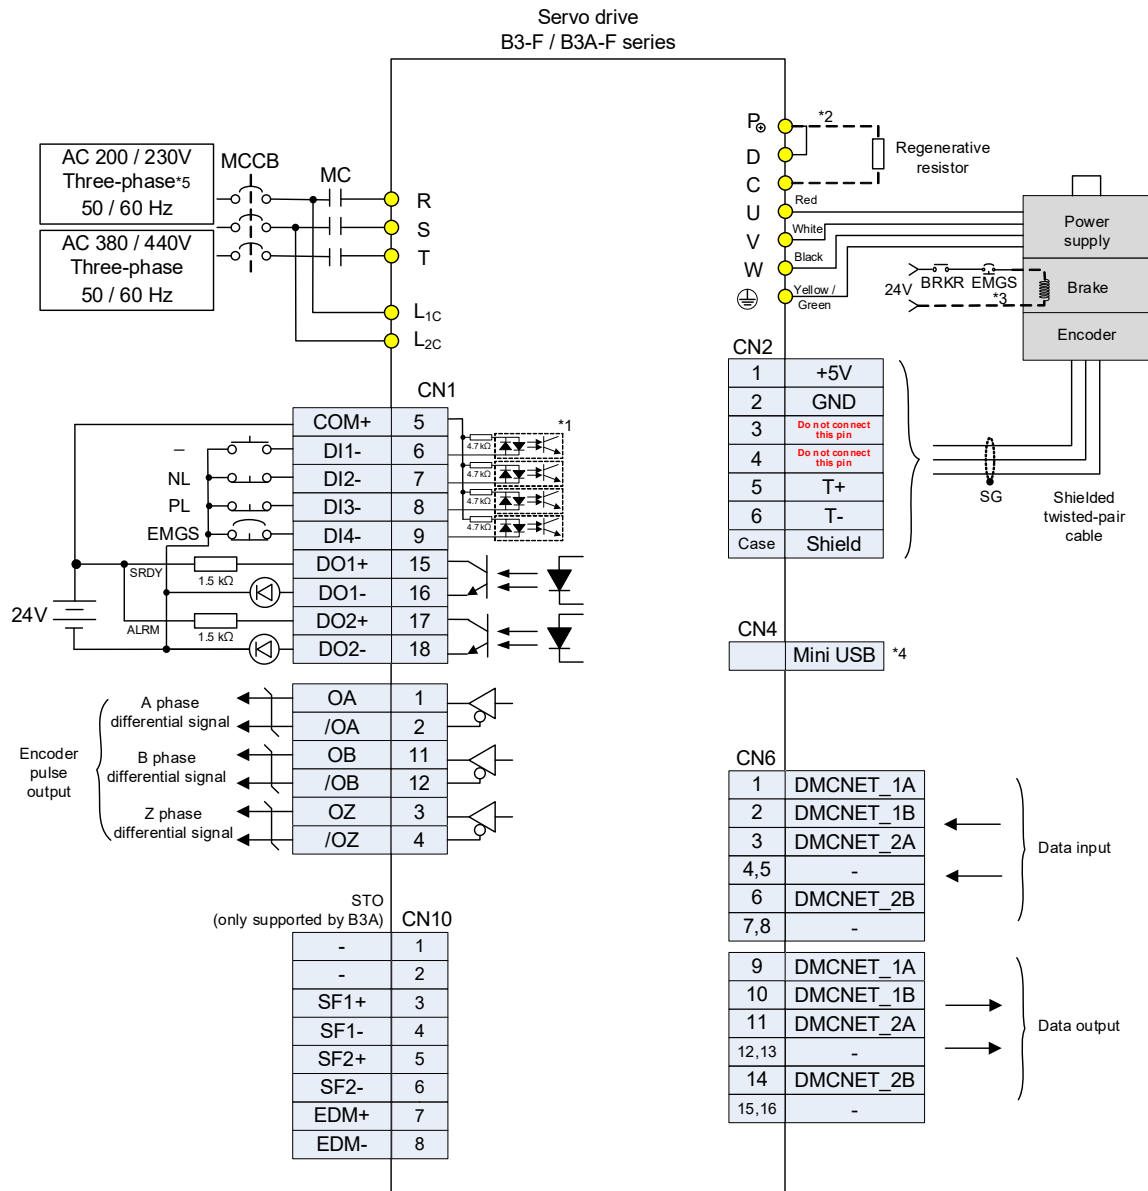 Servo drive
B3-F / B3A-F series
AC 200 / 230V
Three-phase*5
50 / 60 Hz
AC 380 / 440V
Three-phase
50 / 60 Hz
MCCB
MC
R
S
T
L1C
L2C
P⊕
D
C
U
V
W
*2
Regenerative
resistor
Red
White
Black
Yellow /
Green
Power
supply
Brake
Encoder
24V
BRKR
EMGS
*3
CN1
COM+ 5
DI1- 6
DI2- 7
DI3- 8
DI4- 9
DO1+ 15
DO1- 16
DO2+ 17
DO2- 18
–
NL
PL
EMGS
SRDY
1.5 kΩ
ALRM
1.5 kΩ
24V
*1
4.7 kΩ
4.7 kΩ
4.7 kΩ
4.7 kΩ
OA 1
/OA 2
OB 11
/OB 12
OZ 3
/OZ 4
A phase
differential signal
B phase
differential signal
Z phase
differential signal
Encoder
pulse
output
STO
(only supported by B3A)
CN10
- 1
- 2
SF1+ 3
SF1- 4
SF2+ 5
SF2- 6
EDM+ 7
EDM- 8
CN2
1 +5V
2 GND
3 Do not connect
this pin
4 Do not connect
this pin
5 T+
6 T-
Case Shield
SG
Shielded
twisted-pair
cable
CN4
Mini USB
*4
CN6
1 DMCNET_1A
2 DMCNET_1B
3 DMCNET_2A
4,5 -
6 DMCNET_2B
7,8 -
Data input
9 DMCNET_1A
10 DMCNET_1B
11 DMCNET_2A
12,13 -
14 DMCNET_2B
15,16 -
Data output